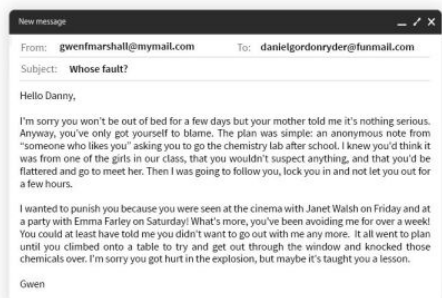 New message
From: gwenfmarshall@mymail.com To: danielgordonryder@funmail.com
Subject: Whose fault?
Hello Danny,
I'm sorry you won't be out of bed for a few days but your mother told me it's nothing serious.
Anyway, you've only got yourself to blame. The plan was simple: an anonymous note from
“someone who likes you” asking you to go the chemistry lab after school. I knew you'd think it
was from one of the girls in our class, that you wouldn't suspect anything, and that you'd be
flattered and go to meet her. Then I was going to follow you, lock you in and not let you out for
a few hours.
I wanted to punish you because you were seen at the cinema with Janet Walsh on Friday and at
a party with Emma Farley on Saturday! What's more, you've been avoiding me for over a week!
You could at least have told me you didn't want to go out with me any more. It all went to plan
until you climbed onto a table to try and get out through the window and knocked those
chemicals over. I'm sorry you got hurt in the explosion, but maybe it's taught you a lesson.
Gwen